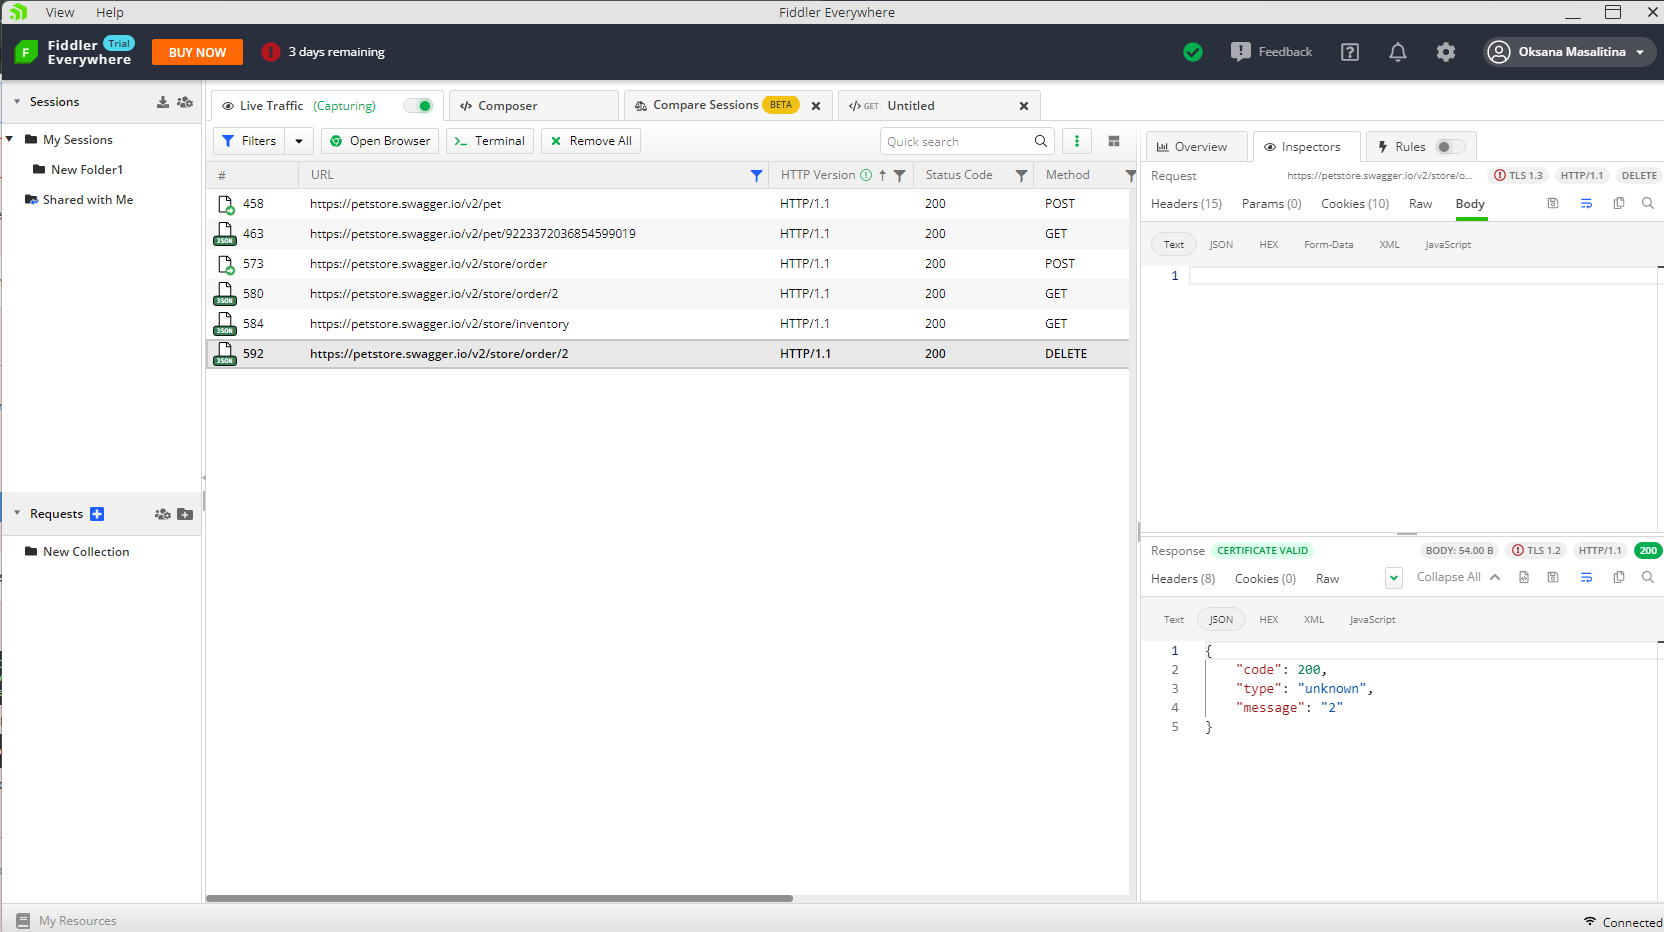 View Help Fiddler Everywhere
Fiddler Everywhere Trial BUY NOW 3 days remaining Feedback Oksana Masalitina
Sessions
My Sessions
New Folder1
Shared with Me
Requests
New Collection
Live Traffic (Capturing) Composer Compare Sessions BETA GET Untitled
Filters Open Browser Terminal Remove All Quick search
# URL HTTP Version Status Code Method
458 https://petstore.swagger.io/v2/pet HTTP/1.1 200 POST
JSON 463 https://petstore.swagger.io/v2/pet/9223372036854599019 HTTP/1.1 200 GET
573 https://petstore.swagger.io/v2/store/order HTTP/1.1 200 POST
JSON 580 https://petstore.swagger.io/v2/store/order/2 HTTP/1.1 200 GET
JSON 584 https://petstore.swagger.io/v2/store/inventory HTTP/1.1 200 GET
JSON 592 https://petstore.swagger.io/v2/store/order/2 HTTP/1.1 200 DELETE
Overview Inspectors Rules
Request https://petstore.swagger.io/v2/store/o... TLS 1.3 HTTP/1.1 DELETE
Headers (15) Params (0) Cookies (10) Raw Body
Text JSON HEX Form-Data XML JavaScript
1
Response CERTIFICATE VALID BODY: 54.00 B TLS 1.2 HTTP/1.1 200
Headers (8) Cookies (0) Raw Collapse All
Text JSON HEX XML JavaScript
1 {
2 "code": 200,
3 "type": "unknown",
4 "message": "2"
5 }
My Resources Connected